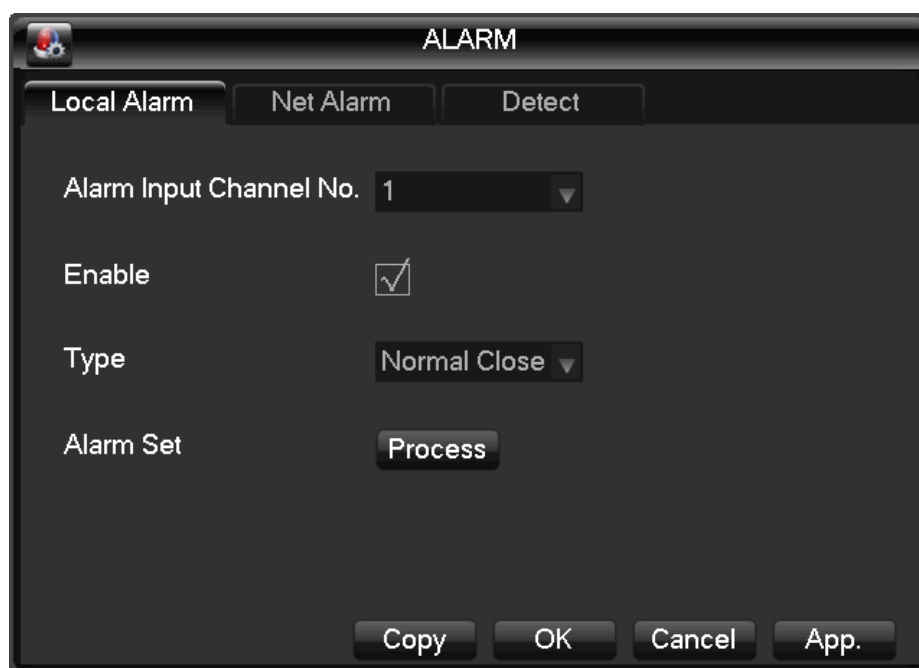 ALARM
Local Alarm Net Alarm Detect
Alarm Input Channel No. 1
Enable
Type Normal Close
Alarm Set Process
Copy OK Cancel App.